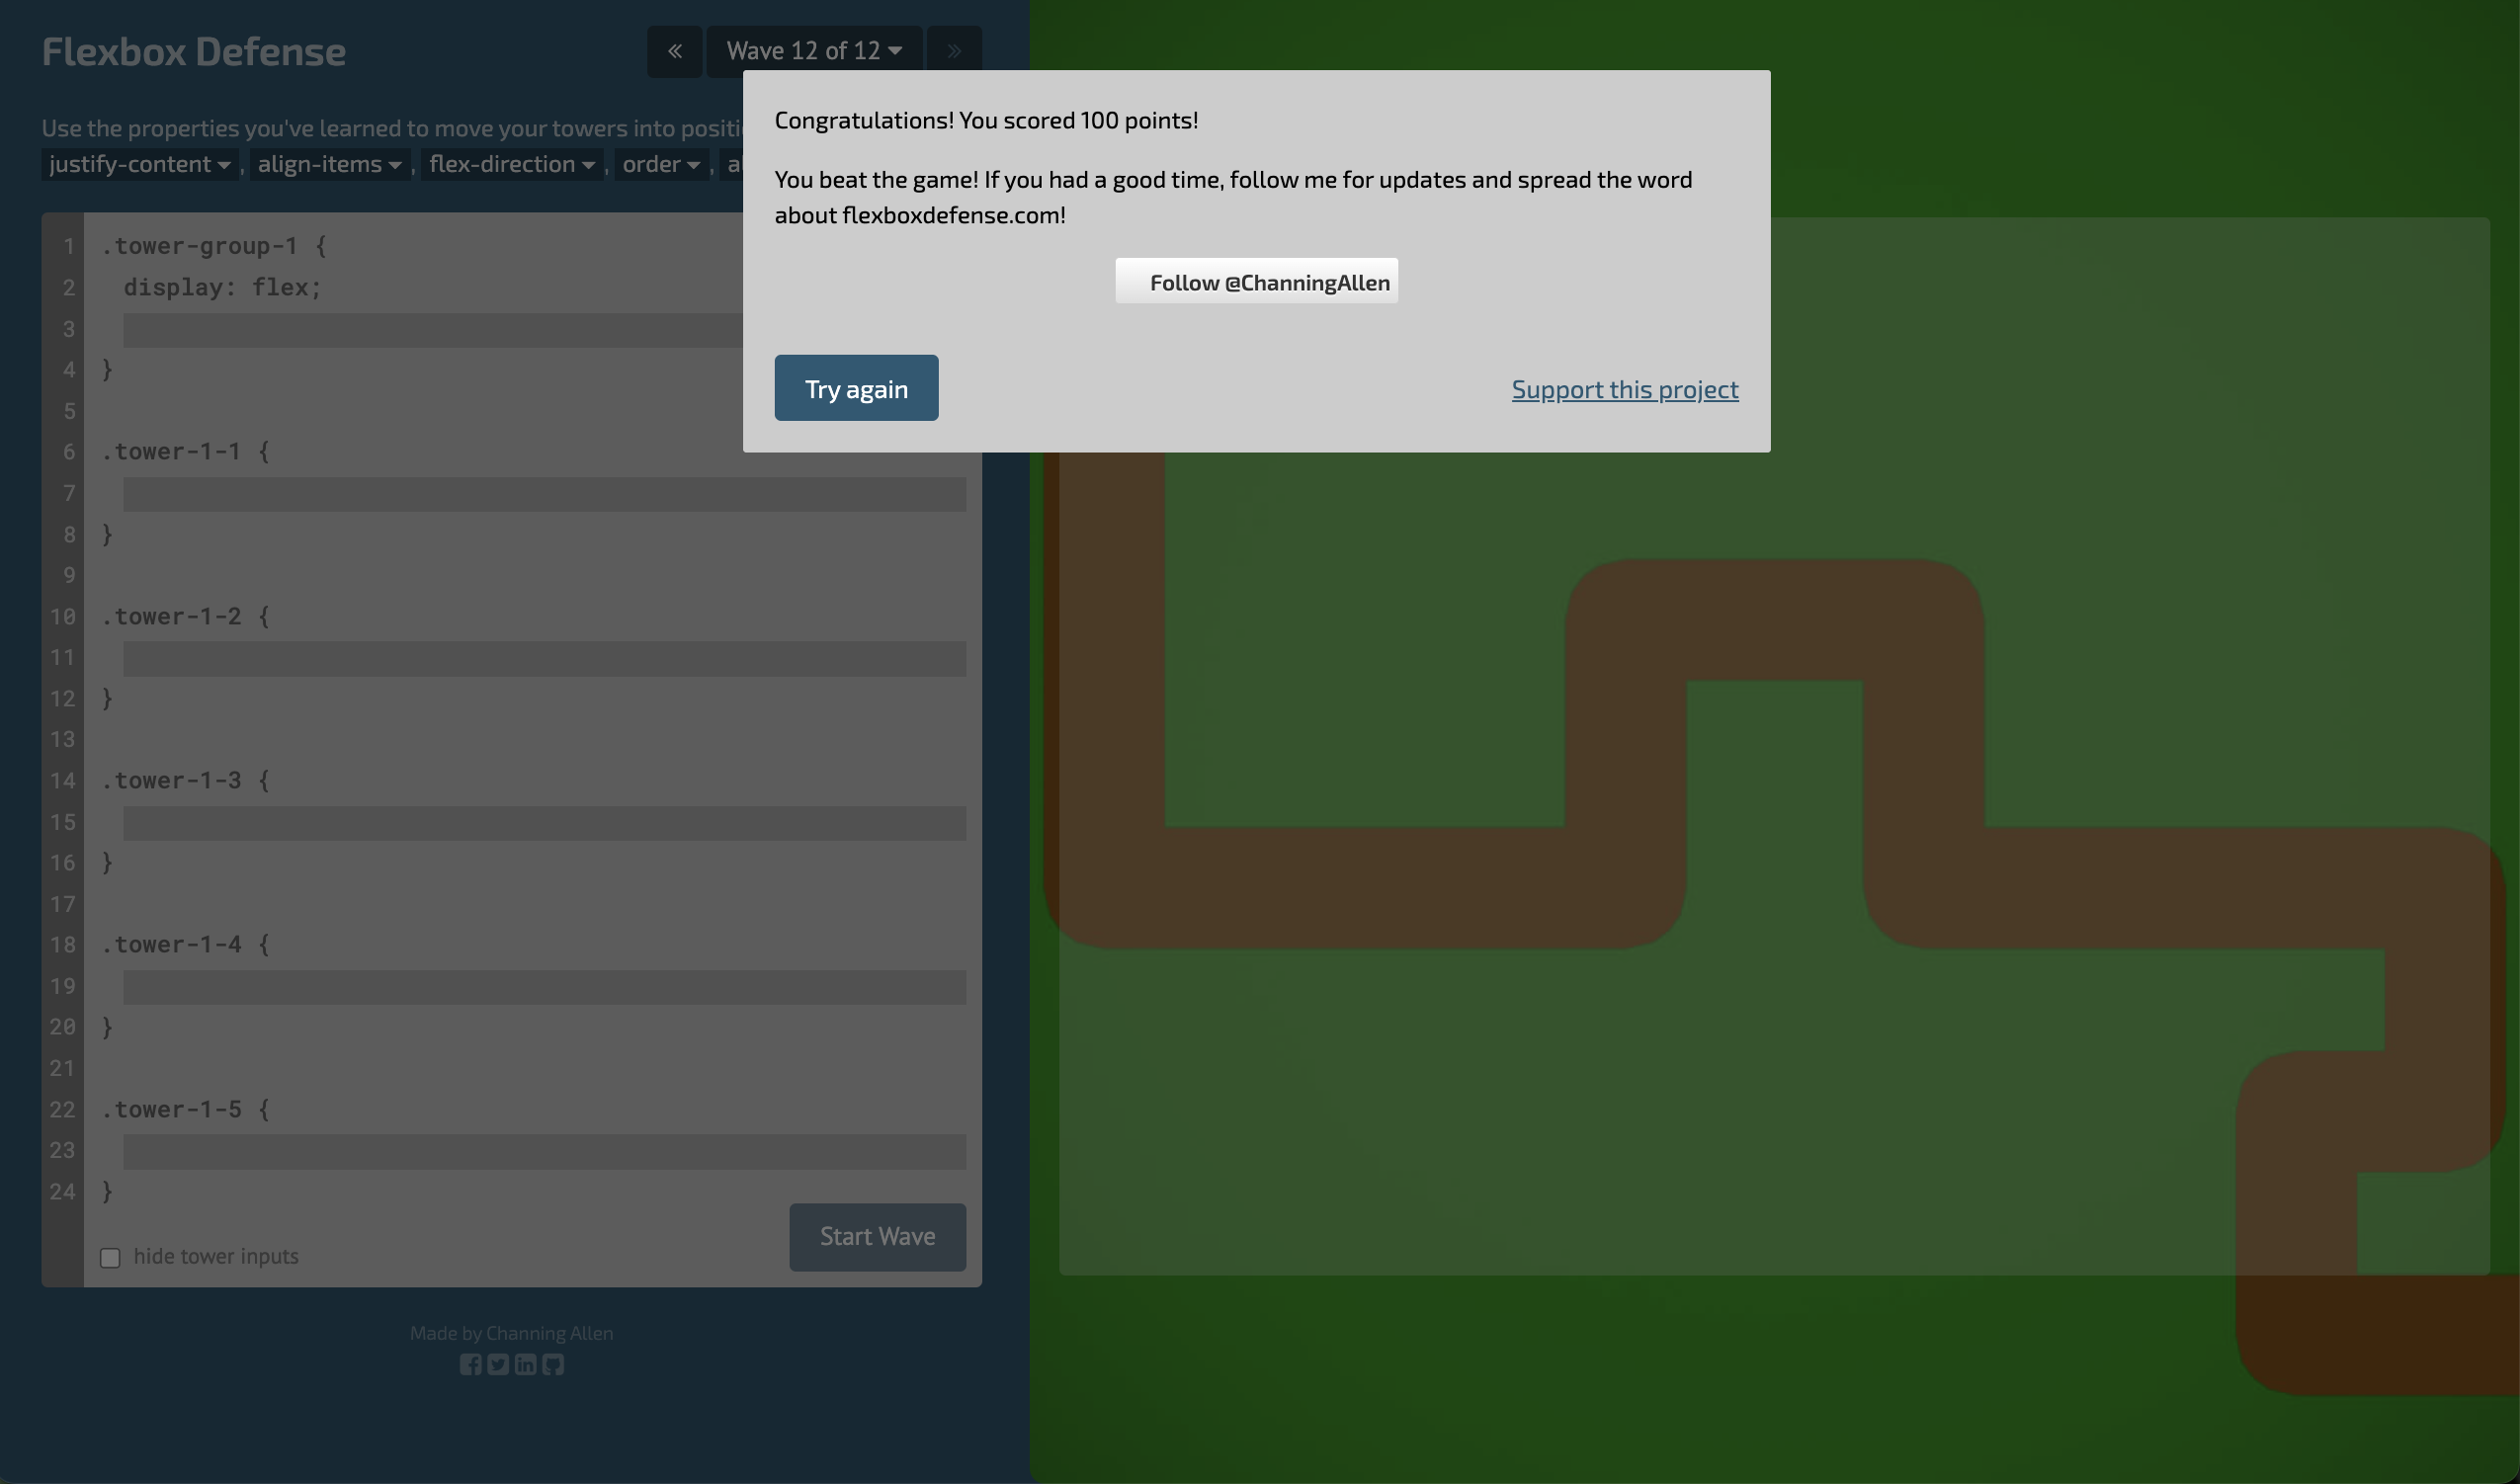 Flexbox Defense
« Wave 12 of 12 »
Use the properties you've learned to move your towers into positi
justify-content , align-items , flex-direction , order ,
Congratulations! You scored 100 points!
You beat the game! If you had a good time, follow me for updates and spread the word
about flexboxdefense.com!
Follow @ChanningAllen
Try again
Support this project
1 .tower-group-1 {
2 display: flex;
3
4 }
5
6 .tower-1-1 {
7
8 }
9
10 .tower-1-2 {
11
12 }
13
14 .tower-1-3 {
15
16 }
17
18 .tower-1-4 {
19
20 }
21
22 .tower-1-5 {
23
24 }
hide tower inputs
Start Wave
Made by Channing Allen